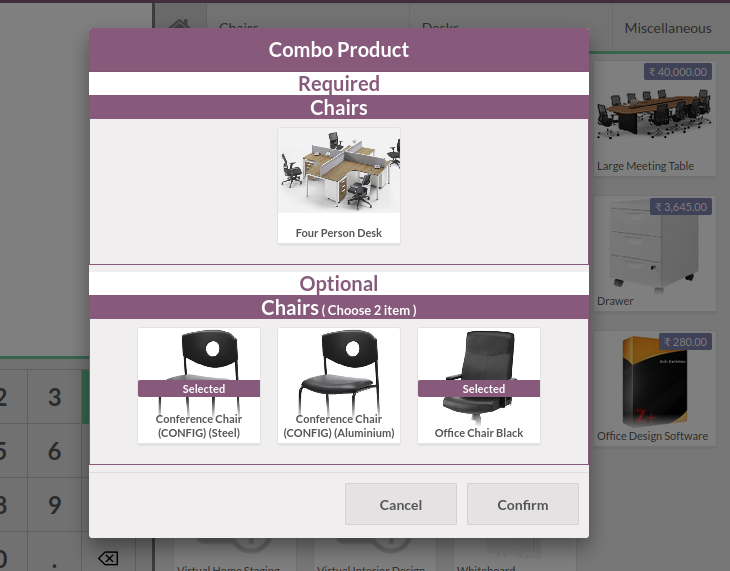 Chairs
Desks
Miscellaneous
Combo Product
Required
Chairs
Four Person Desk
Optional
Chairs ( Choose 2 item )
Selected
Conference Chair
(CONFIG) (Steel)
Conference Chair
(CONFIG) (Aluminium)
Selected
Office Chair Black
Cancel
Confirm
₹ 40,000.00
Large Meeting Table
₹ 3,645.00
Drawer
₹ 280.00
Z+
Office Design Software
2
3
5
6
8
9
0
.
Virtual Home Staging
Virtual Interior Design
Whiteboard